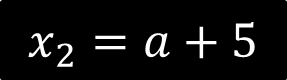 x₂ = a + 5